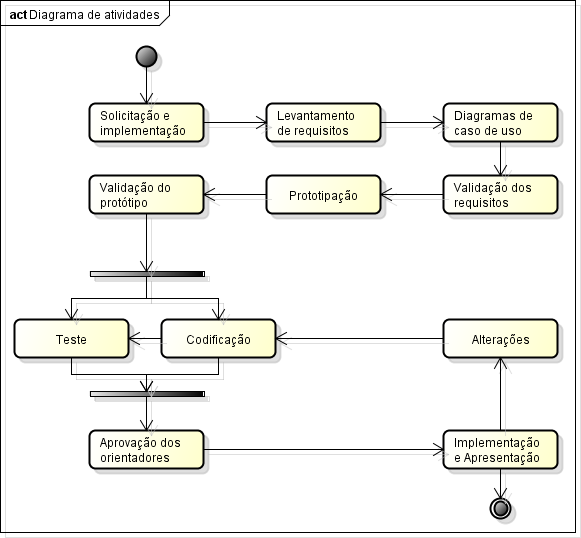 act Diagrama de atividades
Solicitação e
implementação
Levantamento
de requisitos
Diagramas de
caso de uso
Validação do
protótipo
Prototipação
Validação dos
requisitos
Teste
Codificação
Alterações
Aprovação dos
orientadores
Implementação
e Apresentação